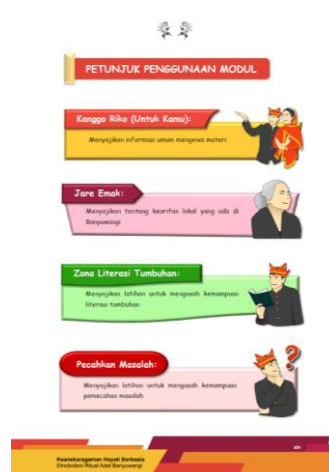 PETUNJUK PENGGUNAAN MODUL
Kanggo Riko (Untuk Kamu):
Menyajikan informasi umum mengenai materi
Jare Emak:
Menyajikan tentang kearifan lokal yang ada di
Banyuwangi
Zona Literasi Tumbuhan:
Menyajikan latihan untuk mengasah kemampuan
literasi tumbuhan
Pecahkan Masalah:
Menyajikan latihan untuk mengasah kemampuan
pemecahan masalah
Keanekaragaman Hayati Berbasis
Etnobotani Ritual Adat Banyuwangi